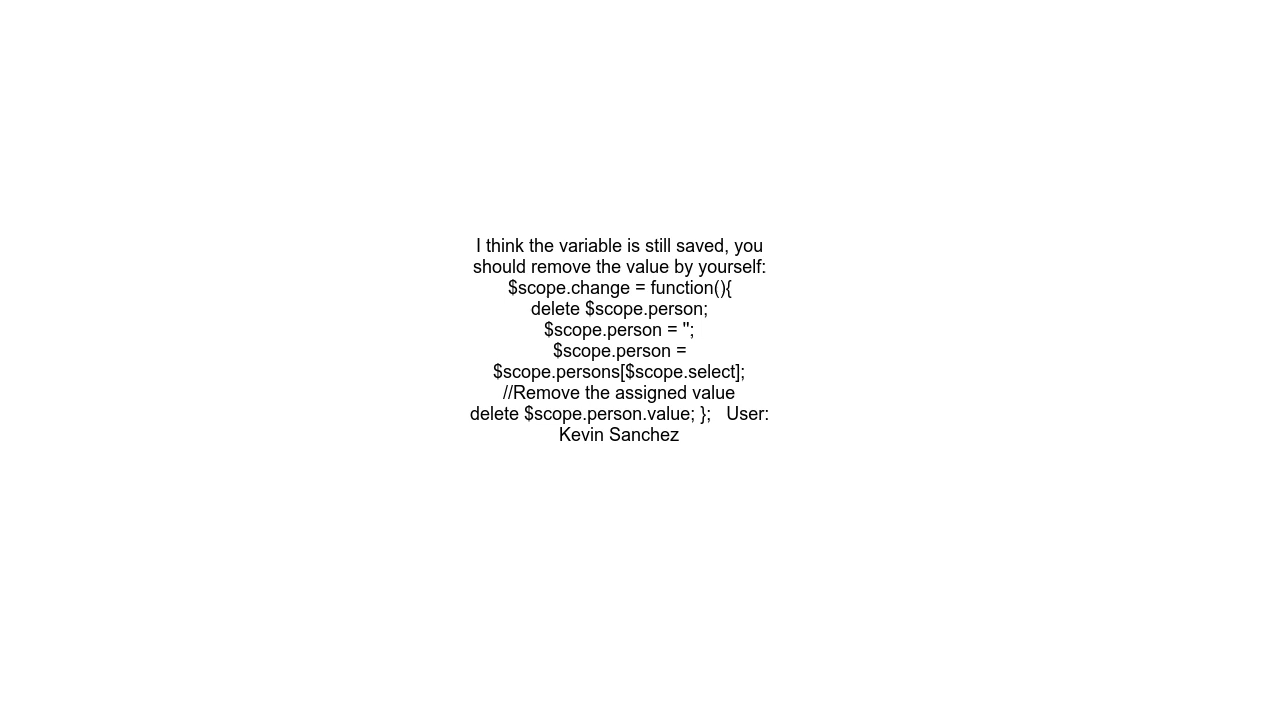 I think the variable is still saved, you
should remove the value by yourself:
$scope.change = function(){
delete $scope.person;
$scope.person = '';
$scope.person =
$scope.persons[$scope.select];
//Remove the assigned value
delete $scope.person.value; };   User:
Kevin Sanchez